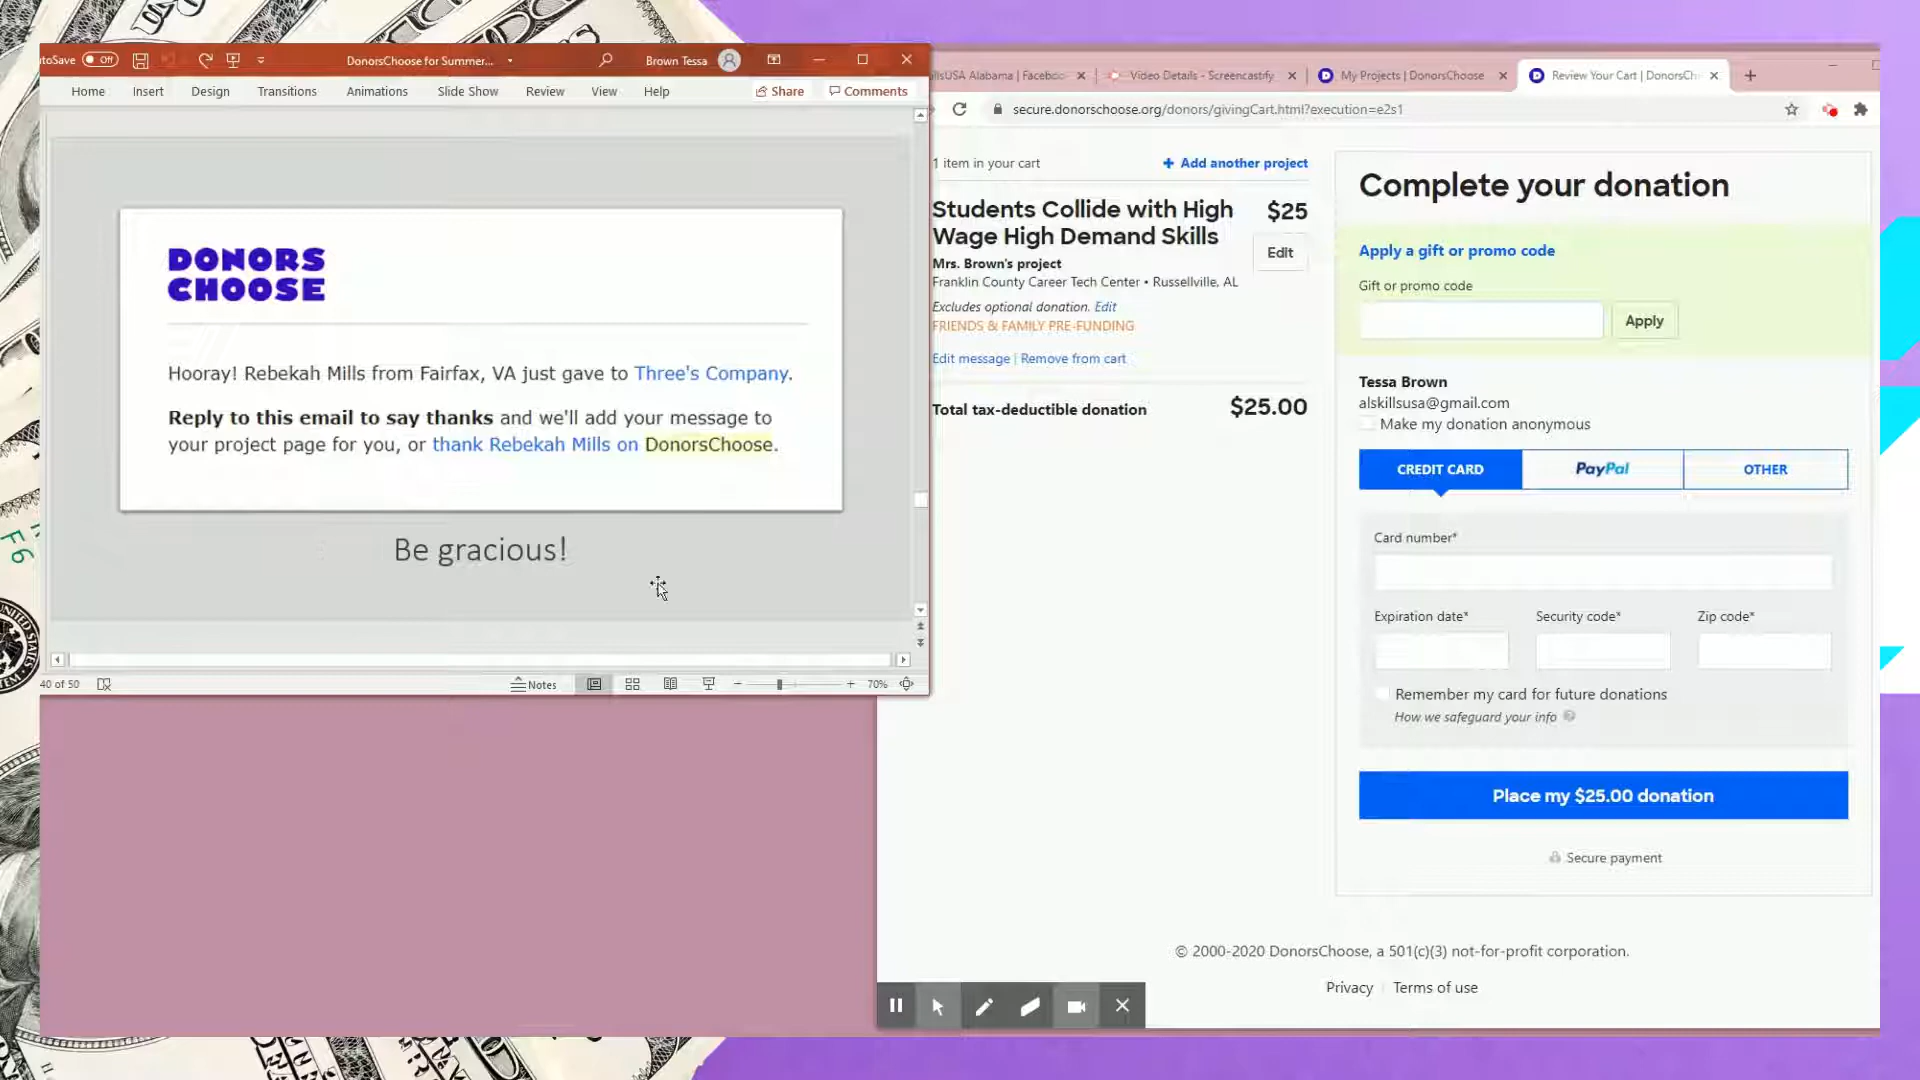 utoSave Off DonorsChoose for Summer... Brown Tessa
Home Insert Design Transitions Animations Slide Show Review View Help Share Comments
DONORS
CHOOSE
Hooray! Rebekah Mills from Fairfax, VA just gave to Three's Company.
Reply to this email to say thanks and we'll add your message to
your project page for you, or thank Rebekah Mills on DonorsChoose.
Be gracious!
40 of 50 Notes 70%
llsUSA Alabama | Faceboo Video Details - Screencastify My Projects | DonorsChoose Review Your Cart | DonorsCh
secure.donorschoose.org/donors/givingCart.html?execution=e2s1
1 item in your cart + Add another project
Students Collide with High $25
Wage High Demand Skills
Edit
Mrs. Brown's project
Franklin County Career Tech Center • Russellville, AL
Excludes optional donation. Edit
FRIENDS & FAMILY PRE-FUNDING
Edit message | Remove from cart
Total tax-deductible donation $25.00
Complete your donation
Apply a gift or promo code
Gift or promo code
Apply
Tessa Brown
alskillsusa@gmail.com
Make my donation anonymous
CREDIT CARD PayPal OTHER
Card number*
Expiration date* Security code* Zip code*
Remember my card for future donations
How we safeguard your info
Place my $25.00 donation
Secure payment
© 2000-2020 DonorsChoose, a 501(c)(3) not-for-profit corporation.
Privacy Terms of use
F6